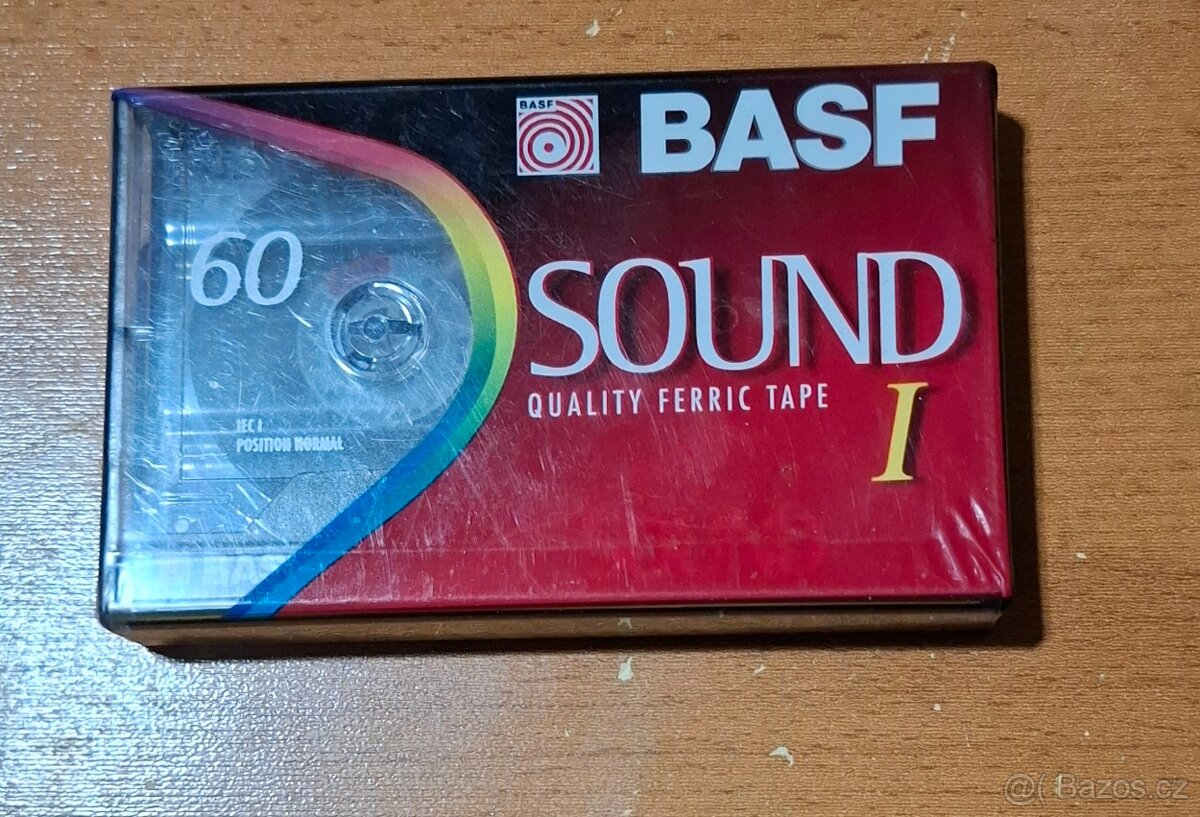 BASF
BASF
60
SOUND
QUALITY FERRIC TAPE
I
IEC I
POSITION NORMAL
@( Bazos.cz